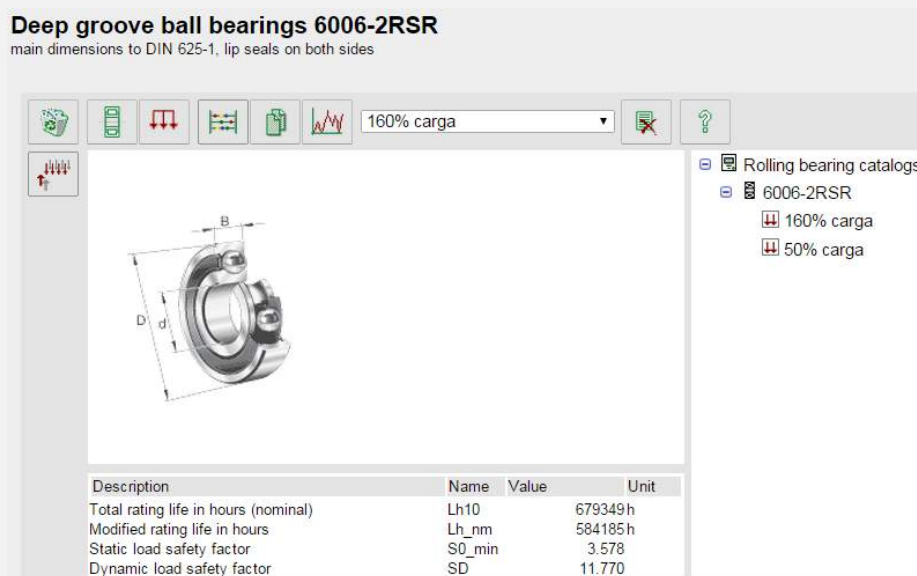 Deep groove ball bearings 6006-2RSR
main dimensions to DIN 625-1, lip seals on both sides
160% carga
?
Rolling bearing catalogs
6006-2RSR
160% carga
50% carga
B
D
d
Description Name Value Unit
Total rating life in hours (nominal) Lh10 679349 h
Modified rating life in hours Lh_nm 584185 h
Static load safety factor S0_min 3.578
Dynamic load safety factor SD 11.770